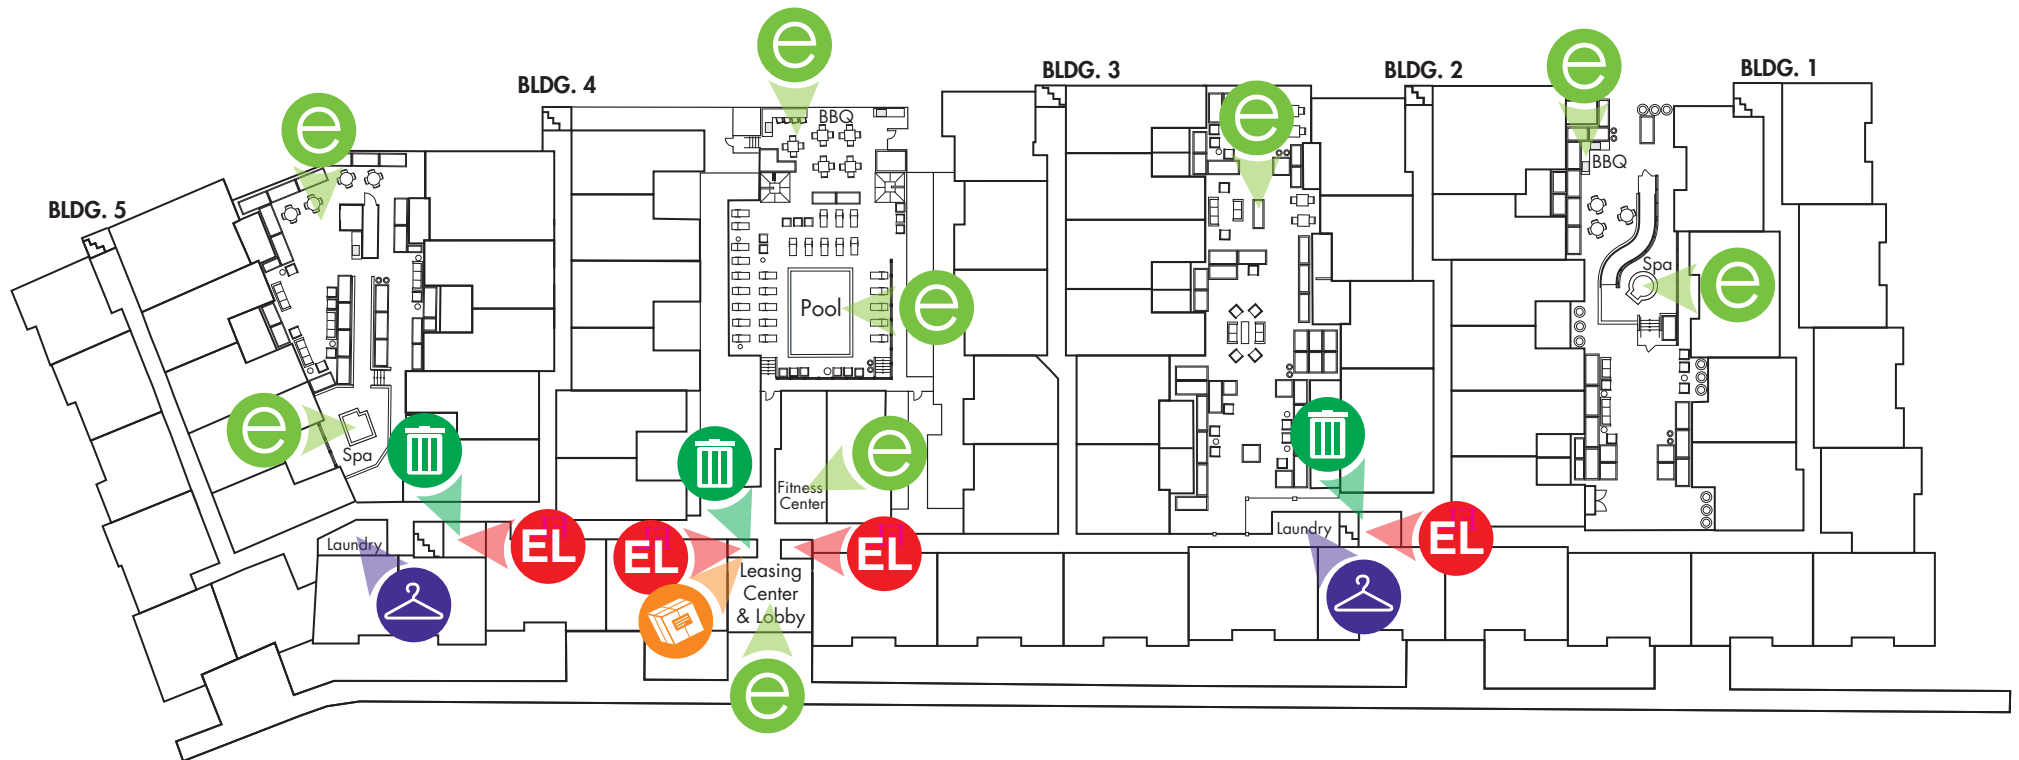 BLDG. 5
BLDG. 4
BLDG. 3
BLDG. 2
BLDG. 1
e
e
e
e
BBQ
BBQ
Pool
e
Spa
e
e
Spa
Fitness
Center
e
Laundry
EL
EL
Leasing
Center
& Lobby
EL
Laundry
EL
e